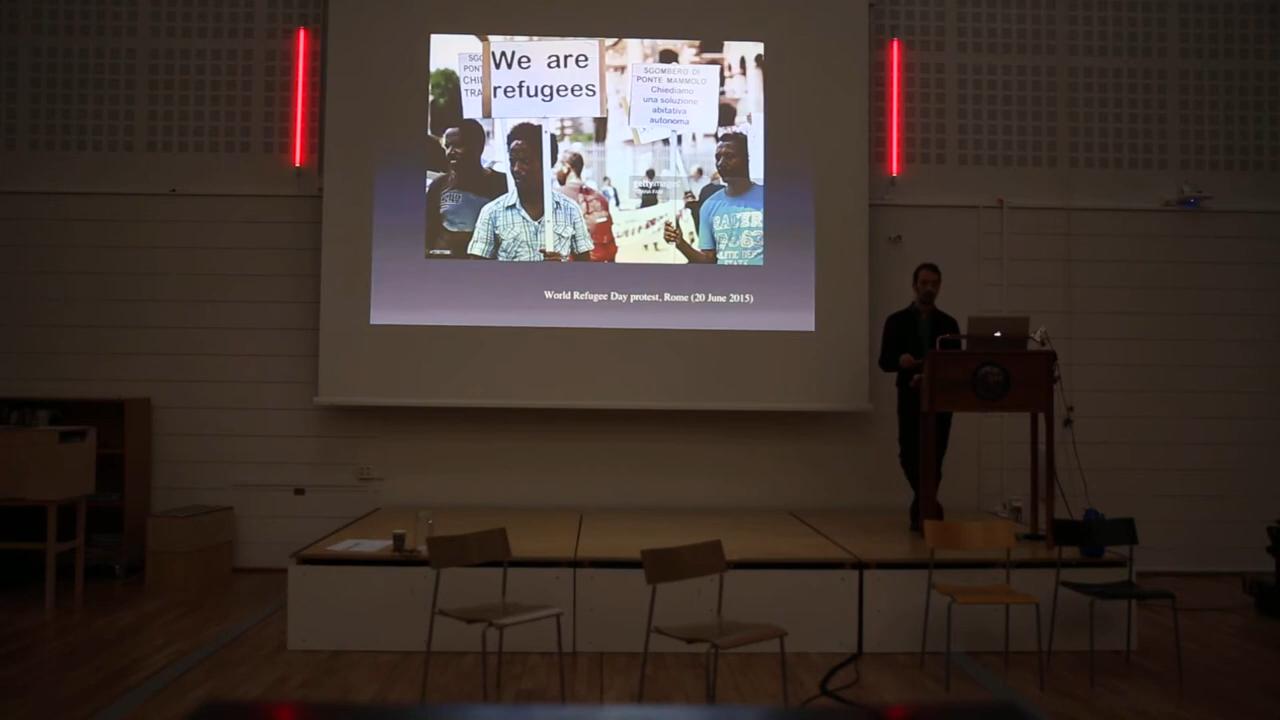 We are
refugees
SGOMBERO DI
PONTE MAMMOLO
Chiediamo
una soluzione
abitativa
autonoma
gettyimages
World Refugee Day protest, Rome (20 June 2015)